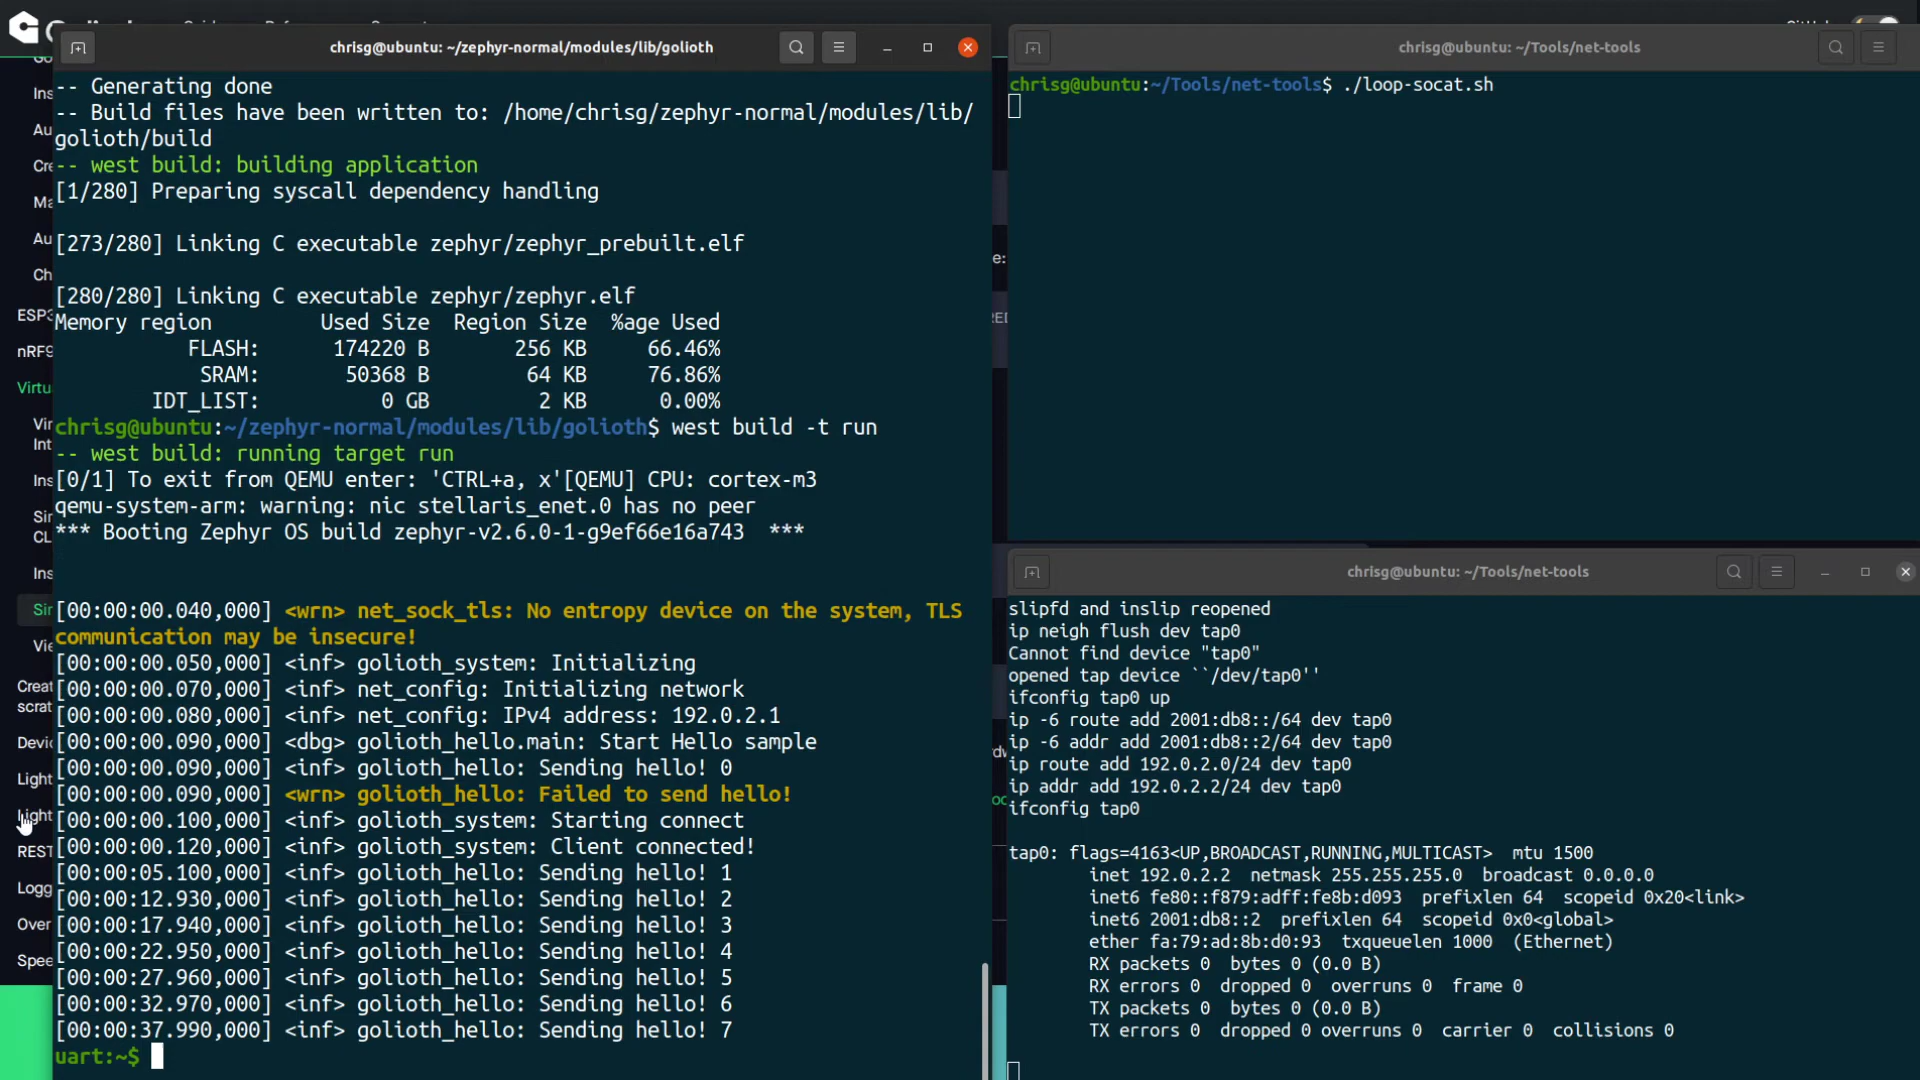 chrisg@ubuntu: ~/zephyr-normal/modules/lib/golioth
-- Generating done
-- Build files have been written to: /home/chrisg/zephyr-normal/modules/lib/
golioth/build
-- west build: building application
[1/280] Preparing syscall dependency handling
[273/280] Linking C executable zephyr/zephyr_prebuilt.elf
[280/280] Linking C executable zephyr/zephyr.elf
Memory region         Used Size  Region Size  %age Used
           FLASH:      174220 B       256 KB     66.46%
            SRAM:       50368 B        64 KB     76.86%
        IDT_LIST:          0 GB         2 KB      0.00%
chrisg@ubuntu:~/zephyr-normal/modules/lib/golioth$ west build -t run
-- west build: running target run
[0/1] To exit from QEMU enter: 'CTRL+a, x'[QEMU] CPU: cortex-m3
qemu-system-arm: warning: nic stellaris_enet.0 has no peer
*** Booting Zephyr OS build zephyr-v2.6.0-1-g9ef66e16a743  ***
[00:00:00.040,000] <wrn> net_sock_tls: No entropy device on the system, TLS
communication may be insecure!
[00:00:00.050,000] <inf> golioth_system: Initializing
[00:00:00.070,000] <inf> net_config: Initializing network
[00:00:00.080,000] <inf> net_config: IPv4 address: 192.0.2.1
[00:00:00.090,000] <dbg> golioth_hello.main: Start Hello sample
[00:00:00.090,000] <inf> golioth_hello: Sending hello! 0
[00:00:00.090,000] <wrn> golioth_hello: Failed to send hello!
[00:00:00.100,000] <inf> golioth_system: Starting connect
[00:00:00.120,000] <inf> golioth_system: Client connected!
[00:00:05.100,000] <inf> golioth_hello: Sending hello! 1
[00:00:12.930,000] <inf> golioth_hello: Sending hello! 2
[00:00:17.940,000] <inf> golioth_hello: Sending hello! 3
[00:00:22.950,000] <inf> golioth_hello: Sending hello! 4
[00:00:27.960,000] <inf> golioth_hello: Sending hello! 5
[00:00:32.970,000] <inf> golioth_hello: Sending hello! 6
[00:00:37.990,000] <inf> golioth_hello: Sending hello! 7
uart:~$
chrisg@ubuntu: ~/Tools/net-tools
chrisg@ubuntu:~/Tools/net-tools$ ./loop-socat.sh
chrisg@ubuntu: ~/Tools/net-tools
slipfd and inslip reopened
ip neigh flush dev tap0
Cannot find device "tap0"
opened tap device ``/dev/tap0''
ifconfig tap0 up
ip -6 route add 2001:db8::/64 dev tap0
ip -6 addr add 2001:db8::2/64 dev tap0
ip route add 192.0.2.0/24 dev tap0
ip addr add 192.0.2.2/24 dev tap0
ifconfig tap0
tap0: flags=4163<UP,BROADCAST,RUNNING,MULTICAST>  mtu 1500
        inet 192.0.2.2  netmask 255.255.255.0  broadcast 0.0.0.0
        inet6 fe80::f879:adff:fe8b:d093  prefixlen 64  scopeid 0x20<link>
        inet6 2001:db8::2  prefixlen 64  scopeid 0x0<global>
        ether fa:79:ad:8b:d0:93  txqueuelen 1000  (Ethernet)
        RX packets 0  bytes 0 (0.0 B)
        RX errors 0  dropped 0  overruns 0  frame 0
        TX packets 0  bytes 0 (0.0 B)
        TX errors 0  dropped 0 overruns 0  carrier 0  collisions 0